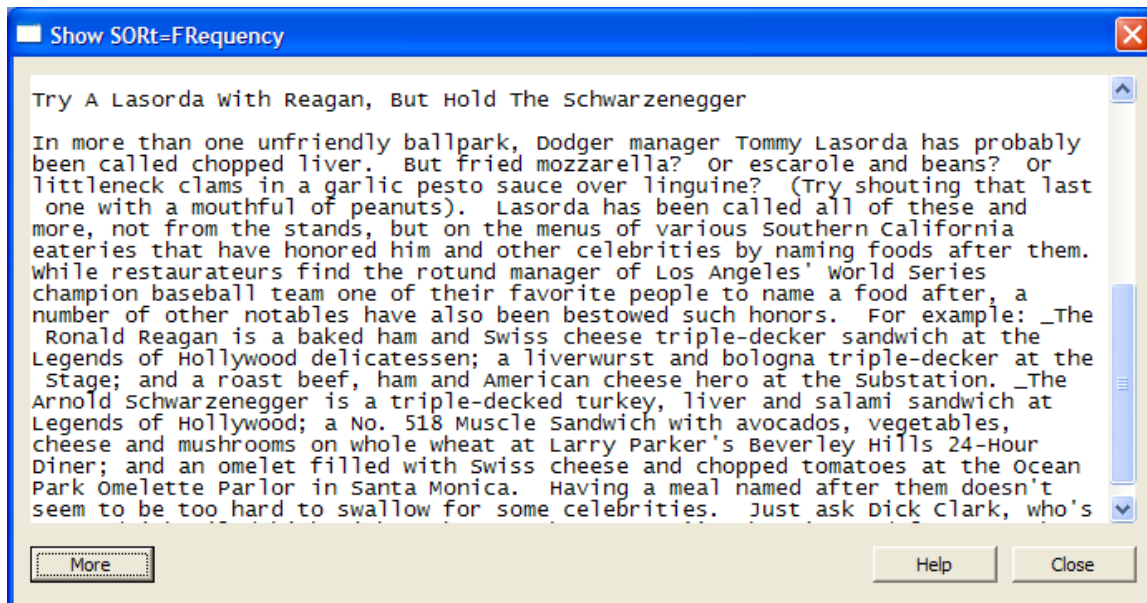 Show SORt=FRequency
Try A Lasorda With Reagan, But Hold The Schwarzenegger
In more than one unfriendly ballpark, Dodger manager Tommy Lasorda has probably
been called chopped liver.  But fried mozzarella?  Or escarole and beans?  Or
littleneck clams in a garlic pesto sauce over linguine?  (Try shouting that last
one with a mouthful of peanuts).  Lasorda has been called all of these and
more, not from the stands, but on the menus of various Southern California
eateries that have honored him and other celebrities by naming foods after them.
While restaurateurs find the rotund manager of Los Angeles' World Series
champion baseball team one of their favorite people to name a food after, a
number of other notables have also been bestowed such honors.  For example: _The
Ronald Reagan is a baked ham and Swiss cheese triple-decker sandwich at the
Legends of Hollywood delicatessen; a liverwurst and bologna triple-decker at the
Stage; and a roast beef, ham and American cheese hero at the Substation. _The
Arnold Schwarzenegger is a triple-decked turkey, liver and salami sandwich at
Legends of Hollywood; a No. 518 Muscle Sandwich with avocados, vegetables,
cheese and mushrooms on whole wheat at Larry Parker's Beverley Hills 24-Hour
Diner; and an omelet filled with Swiss cheese and chopped tomatoes at the Ocean
Park Omelette Parlor in Santa Monica.  Having a meal named after them doesn't
seem to be too hard to swallow for some celebrities.  Just ask Dick Clark, who's
More
Help
Close